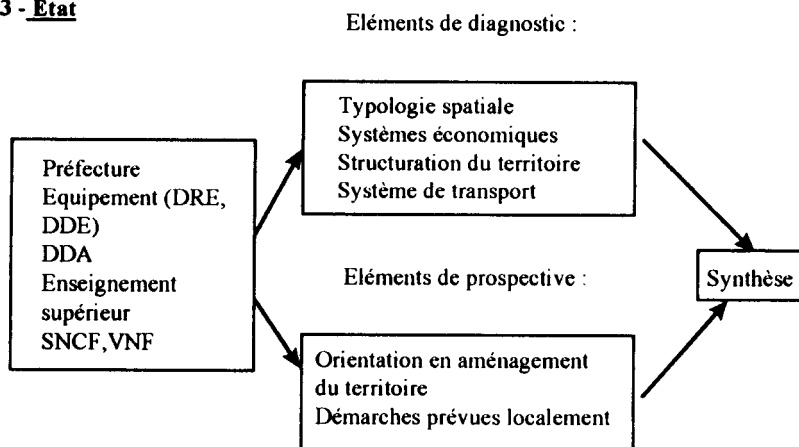 3 - Etat
Eléments de diagnostic :
Typologie spatiale
Systèmes économiques
Structuration du territoire
Système de transport
Préfecture
Equipement (DRE,
DDE)
DDA
Enseignement
supérieur
SNCF,VNF
Eléments de prospective :
Synthèse
Orientation en aménagement
du territoire
Démarches prévues localement